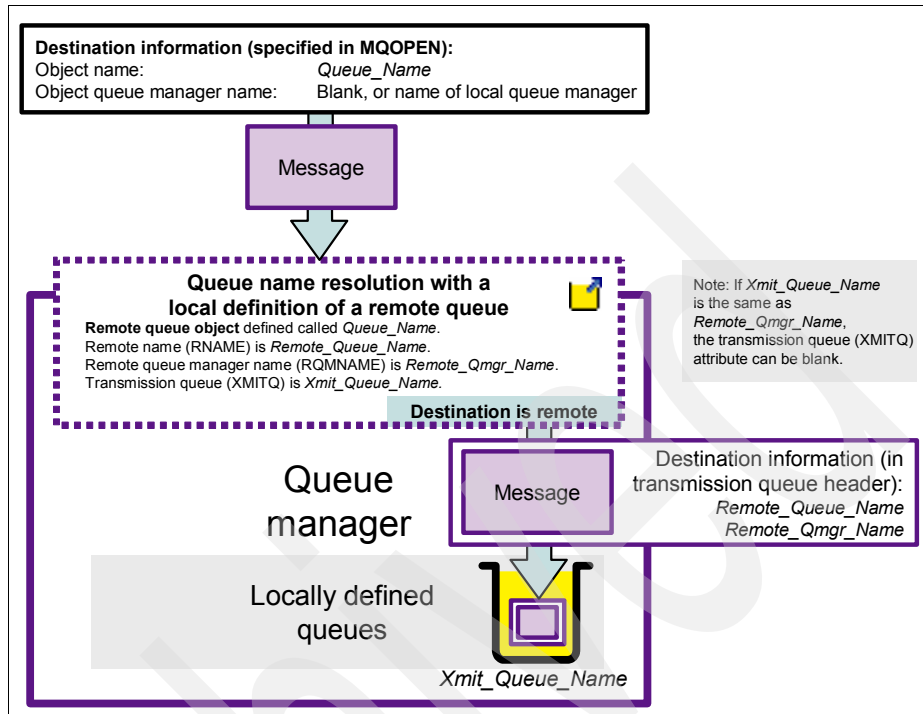 Destination information (specified in MQOPEN):
Object name: Queue_Name
Object queue manager name: Blank, or name of local queue manager
Message
Queue name resolution with a
local definition of a remote queue
Remote queue object defined called Queue_Name.
Remote name (RNAME) is Remote_Queue_Name.
Remote queue manager name (RQMNAME) is Remote_Qmgr_Name.
Transmission queue (XMITQ) is Xmit_Queue_Name.
Destination is remote
Note: If Xmit_Queue_Name
is the same as
Remote_Qmgr_Name,
the transmission queue (XMITQ)
attribute can be blank.
Queue
manager
Message
Destination information (in
transmission queue header):
Remote_Queue_Name
Remote_Qmgr_Name
Locally defined
queues
Xmit_Queue_Name